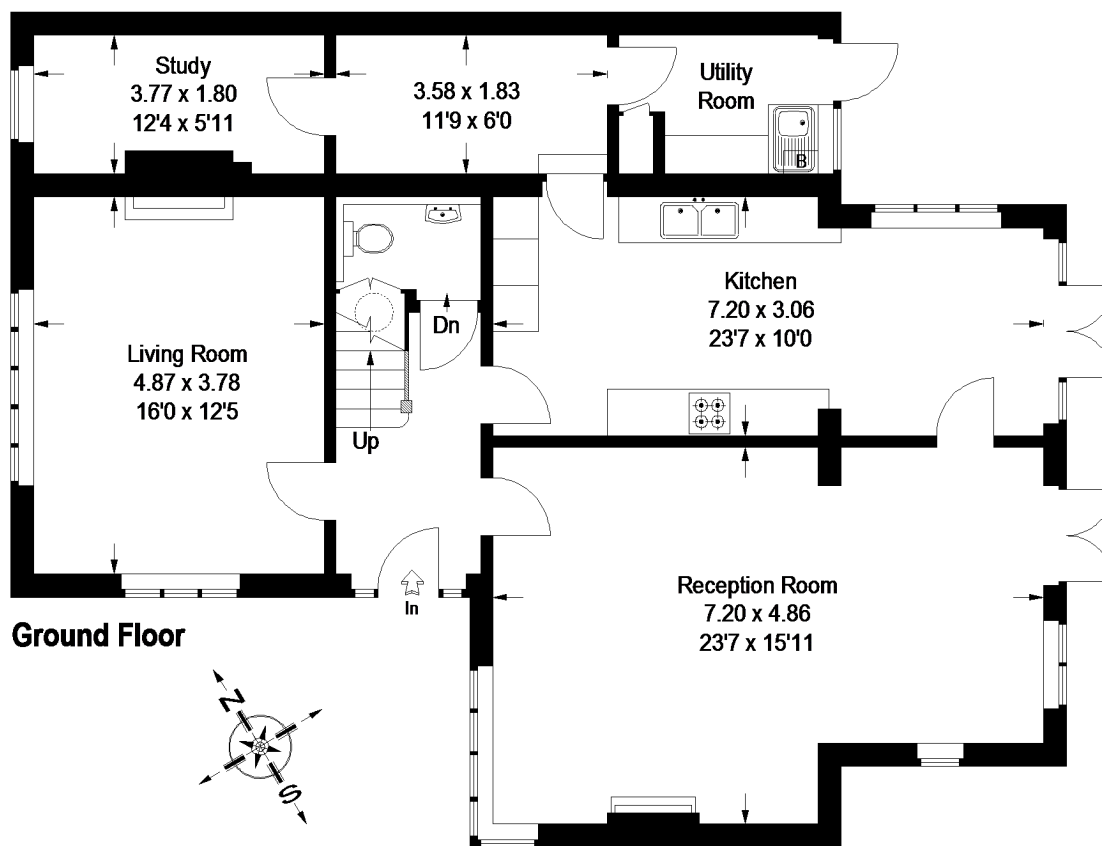 Study
3.77 x 1.80
12'4 x 5'11
3.58 x 1.83
11'9 x 6'0
Utility
Room
B
Kitchen
7.20 x 3.06
23'7 x 10'0
Living Room
4.87 x 3.78
16'0 x 12'5
Dn
Up
Reception Room
7.20 x 4.86
23'7 x 15'11
In
Ground Floor
N
S